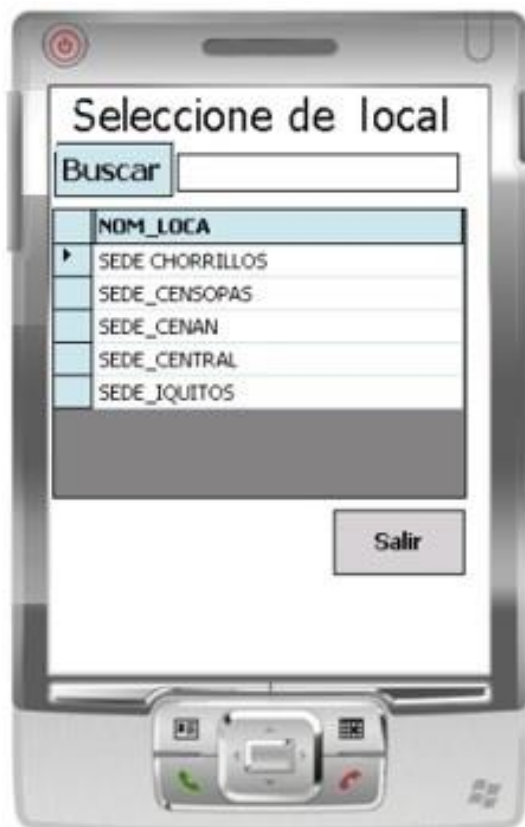 Seleccione de local
Buscar
NOM_LOCA
SEDE CHORRILLOS
SEDE_CENSOPAS
SEDE_CENAN
SEDE_CENTRAL
SEDE_IQUITOS
Salir